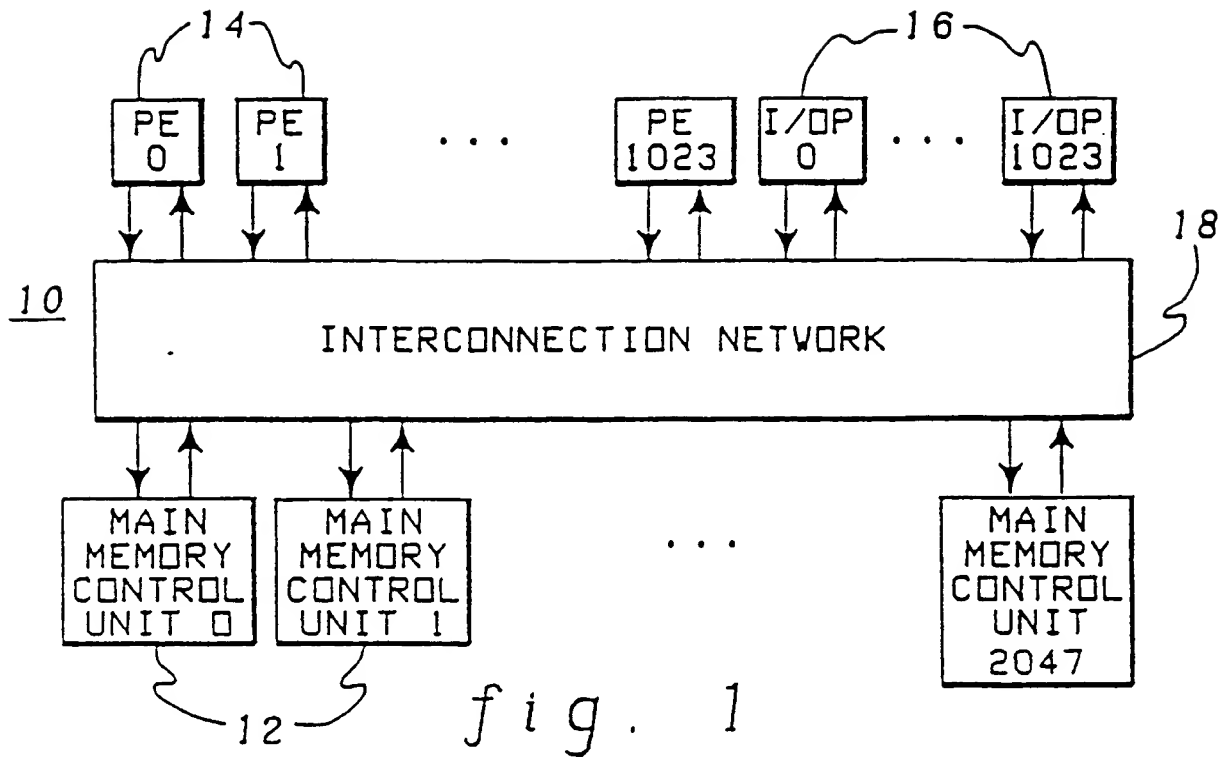 14
16
PE 0
PE 1
...
PE 1023
I/OP 0
...
I/OP 1023
18
10
INTERCONNECTION NETWORK
MAIN
MEMORY
CONTROL
UNIT 0
MAIN
MEMORY
CONTROL
UNIT 1
...
MAIN
MEMORY
CONTROL
UNIT
2047
12
fig. 1